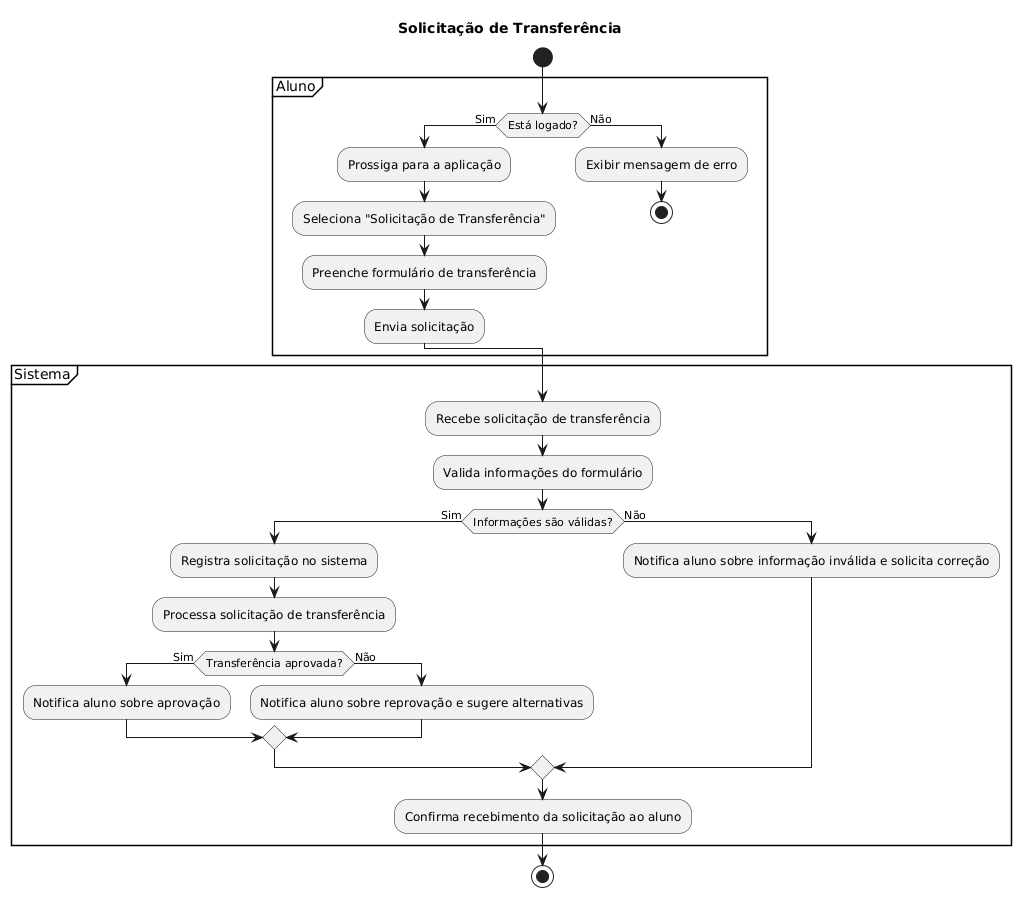 Solicitação de Transferência
Aluno
Está logado?
Sim
Não
Prossiga para a aplicação
Exibir mensagem de erro
Seleciona "Solicitação de Transferência"
Preenche formulário de transferência
Envia solicitação
Sistema
Recebe solicitação de transferência
Valida informações do formulário
Informações são válidas?
Sim
Não
Registra solicitação no sistema
Notifica aluno sobre informação inválida e solicita correção
Processa solicitação de transferência
Transferência aprovada?
Sim
Não
Notifica aluno sobre aprovação
Notifica aluno sobre reprovação e sugere alternativas
Confirma recebimento da solicitação ao aluno